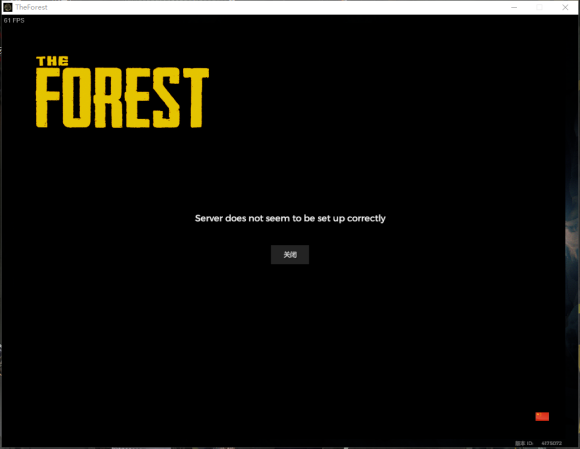 TheForest
61 FPS
THE
FOREST
Server does not seem to be set up correctly
关闭
版本 ID: 4175072